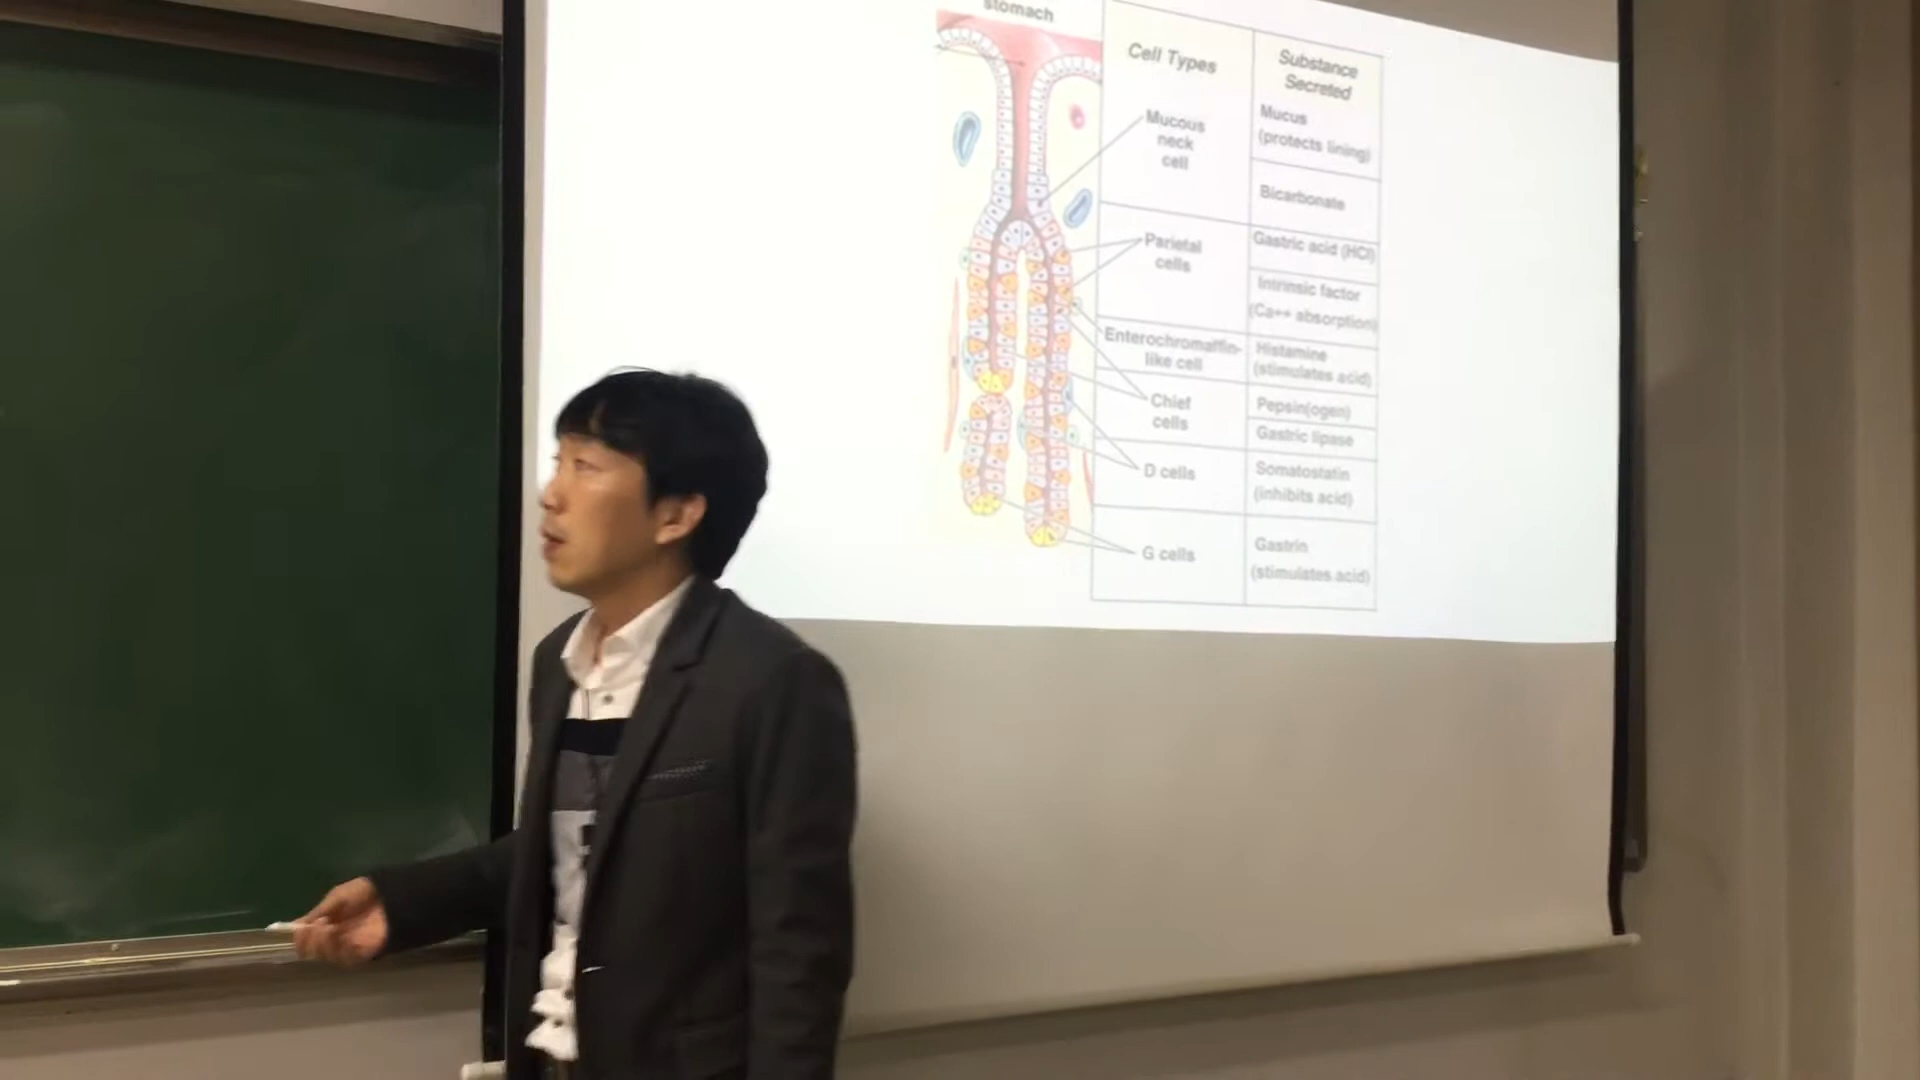 stomach
Cell Types
Substance
Secreted
Mucous
neck
cell
Mucus
(protects lining)
Bicarbonate
Parietal
cells
Gastric acid (HCl)
Intrinsic factor
(Ca++ absorption)
Enterochromaffin-
like cell
Histamine
(stimulates acid)
Chief
cells
Pepsin(ogen)
Gastric lipase
D cells
Somatostatin
(inhibits acid)
G cells
Gastrin
(stimulates acid)